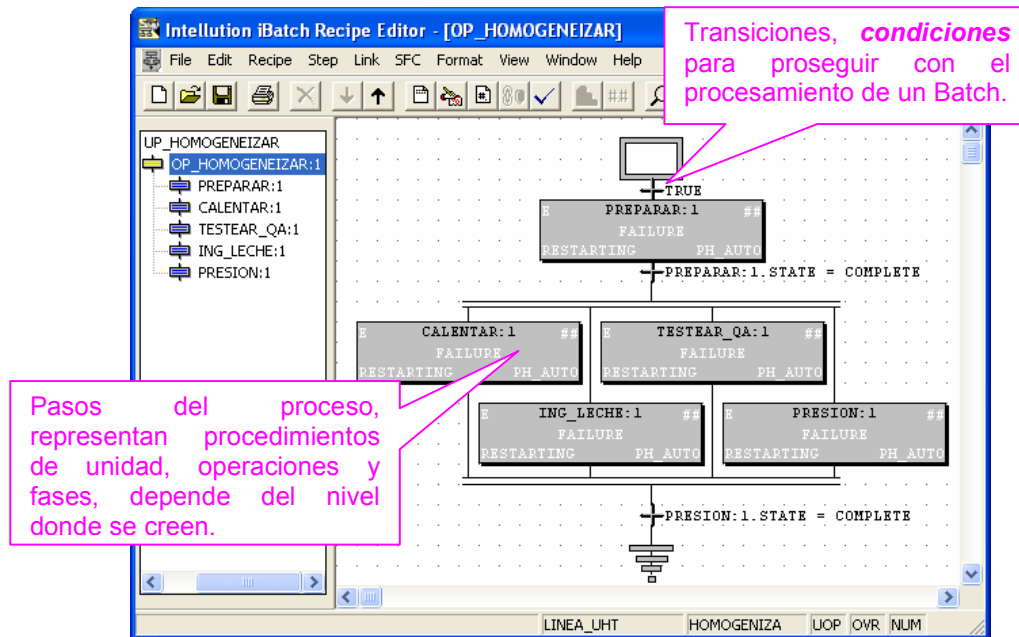 Intellution iBatch Recipe Editor - [OP_HOMOGENEIZAR]
Transiciones, condiciones
para proseguir con el
procesamiento de un Batch.
File Edit Recipe Step Link SFC Format View Window Help
UP_HOMOGENEIZAR
OP_HOMOGENEIZAR:1
PREPARAR:1
CALENTAR:1
TESTEAR_QA:1
ING_LECHE:1
PRESION:1
TRUE
E PREPARAR:1 ##
FAILURE
RESTARTING PH_AUTO
PREPARAR:1.STATE = COMPLETE
E CALENTAR:1 ##
FAILURE
RESTARTING PH_AUTO
E TESTEAR_QA:1 ##
FAILURE
RESTARTING PH_AUTO
E ING_LECHE:1 ##
FAILURE
RESTARTING PH_AUTO
E PRESION:1 ##
FAILURE
RESTARTING PH_AUTO
Pasos del proceso,
representan procedimientos
de unidad, operaciones y
fases, depende del nivel
donde se creen.
PRESION:1.STATE = COMPLETE
LINEA_UHT HOMOGENIZA UOP OVR NUM